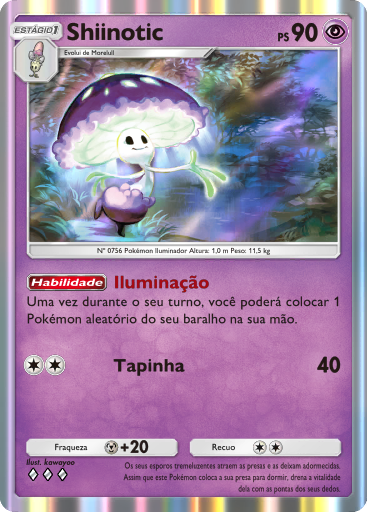 ESTÁGIO 1
Shiinotic
PS 90
Evolui de Morelull
Nº 0756 Pokémon Iluminador Altura: 1,0 m Peso: 11,5 kg
Habilidade Iluminação
Uma vez durante o seu turno, você poderá colocar 1
Pokémon aleatório do seu baralho na sua mão.
Tapinha 40
Fraqueza +20 Recuo
Ilust. kawayoo
Os seus esporos tremeluzentes atraem as presas e as deixam adormecidas.
Assim que este Pokémon coloca a sua presa para dormir, drena a vitalidade
dela com as pontas dos seus dedos.